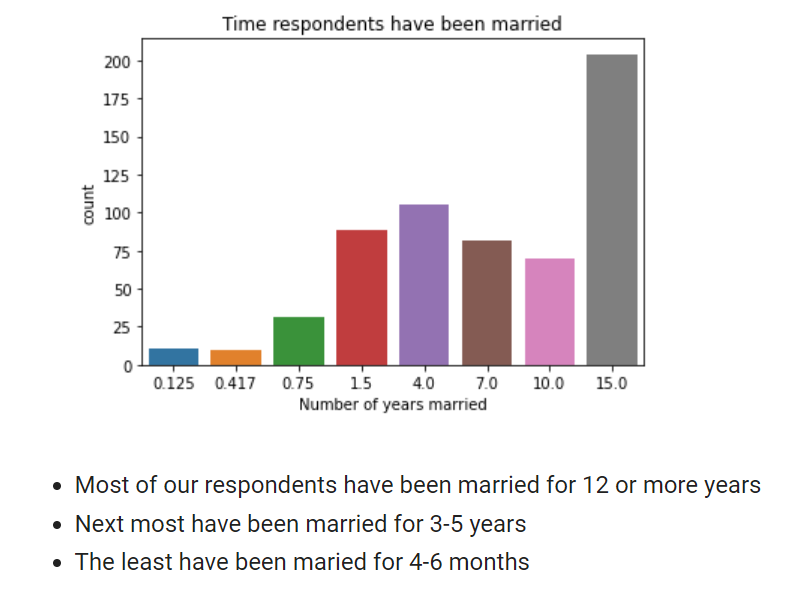 Time respondents have been married
200
175
150
125
100
75
50
25
0
count
0.125 0.417 0.75 1.5 4.0 7.0 10.0 15.0
Number of years married
• Most of our respondents have been married for 12 or more years
• Next most have been married for 3-5 years
• The least have been maried for 4-6 months